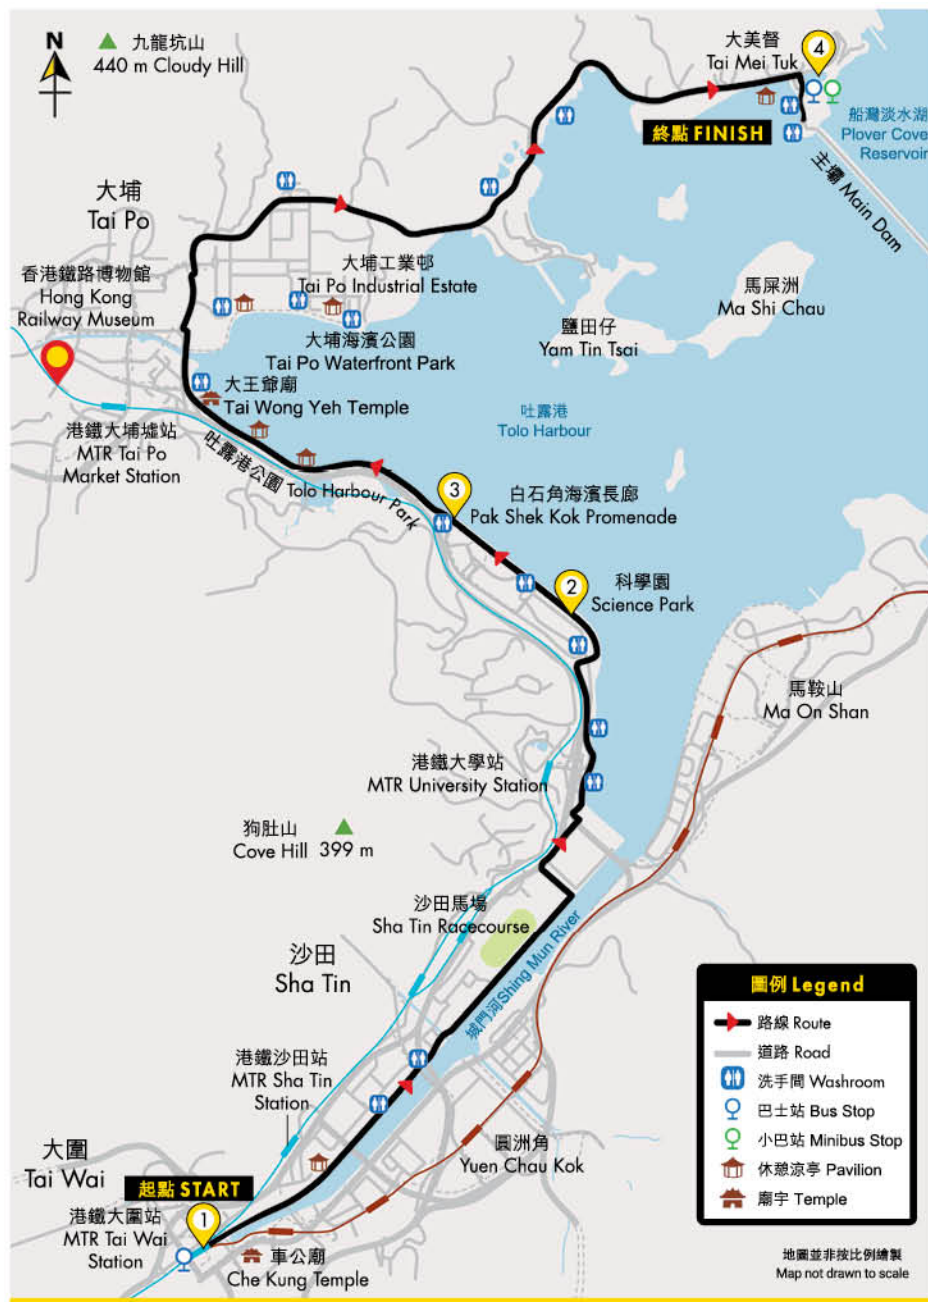 N
九龍坑山
440 m Cloudy Hill
大美督
Tai Mei Tuk
4
船灣淡水湖
Plover Cove
Reservoir
終點 FINISH
主壩 Main Dam
大埔
Tai Po
香港鐵路博物館
Hong Kong
Railway Museum
大埔工業邨
Tai Po Industrial Estate
馬屎洲
Ma Shi Chau
大埔海濱公園
Tai Po Waterfront Park
鹽田仔
Yam Tin Tsai
大王爺廟
Tai Wong Yeh Temple
吐露港
Tolo Harbour
港鐵大埔墟站
MTR Tai Po
Market Station
吐露港公園 Tolo Harbour Park
3
白石角海濱長廊
Pak Shek Kok Promenade
2
科學園
Science Park
馬鞍山
Ma On Shan
港鐵大學站
MTR University Station
狗肚山
Cove Hill 399 m
沙田馬場
Sha Tin Racecourse
沙田
Sha Tin
城門河 Shing Mun River
港鐵沙田站
MTR Sha Tin
Station
圓洲角
Yuen Chau Kok
大圍
Tai Wai
起點 START
1
港鐵大圍站
MTR Tai Wai
Station
車公廟
Che Kung Temple
圖例 Legend
路線 Route
道路 Road
洗手間 Washroom
巴士站 Bus Stop
小巴站 Minibus Stop
休憩涼亭 Pavilion
廟宇 Temple
地圖並非按比例繪製
Map not drawn to scale